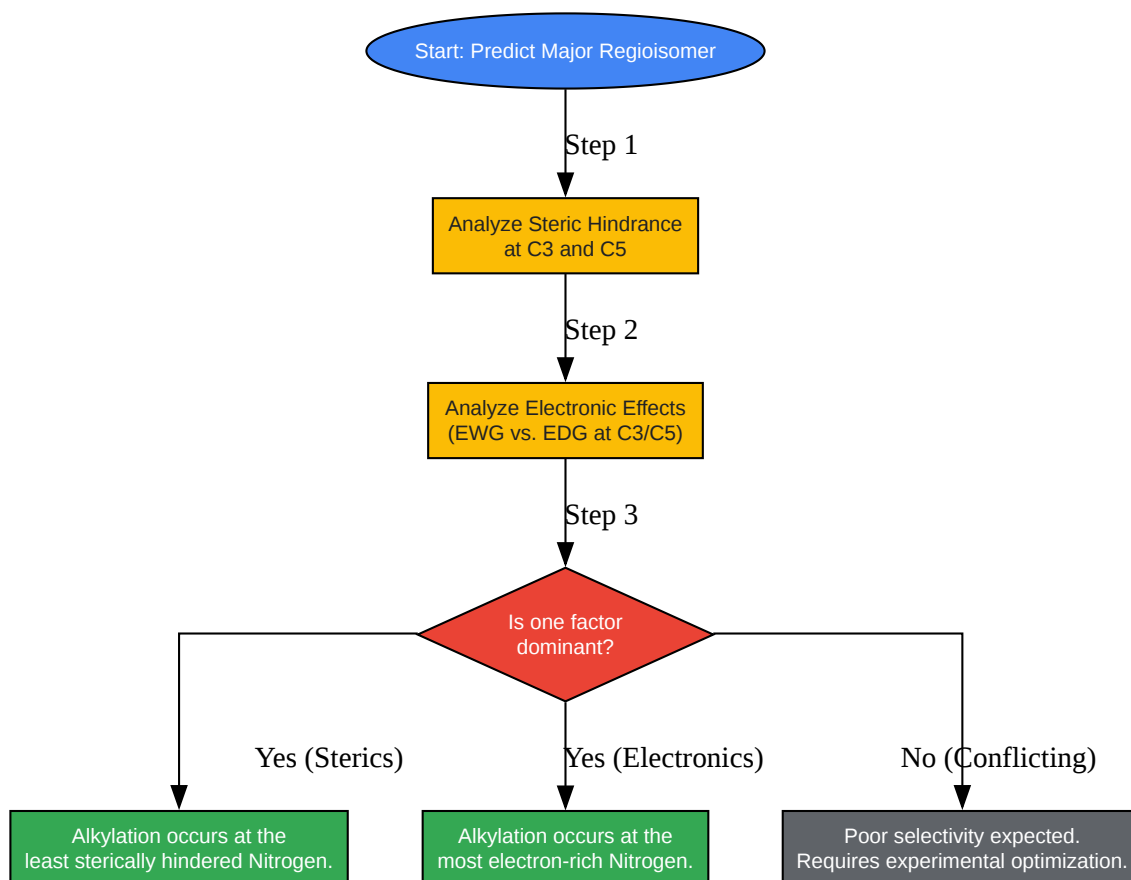 Start: Predict Major Regioisomer
Step 1
Analyze Steric Hindrance
at C3 and C5
Step 2
Analyze Electronic Effects
(EWG vs. EDG at C3/C5)
Step 3
Is one factor
dominant?
Yes (Sterics)
Yes (Electronics)
No (Conflicting)
Alkylation occurs at the
least sterically hindered Nitrogen.
Alkylation occurs at the
most electron-rich Nitrogen.
Poor selectivity expected.
Requires experimental optimization.